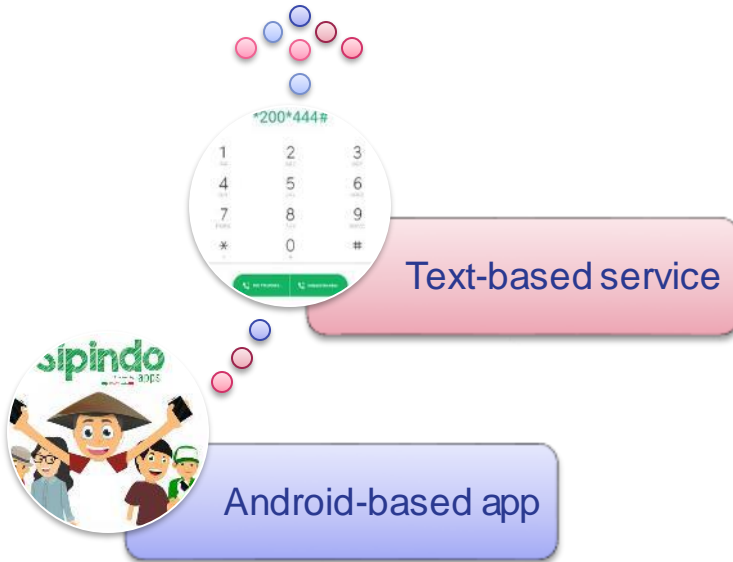 *200*444#
1 2 3
4 5 6
7 8 9
* 0 #
Text-based service
sipindo
apps
Android-based app